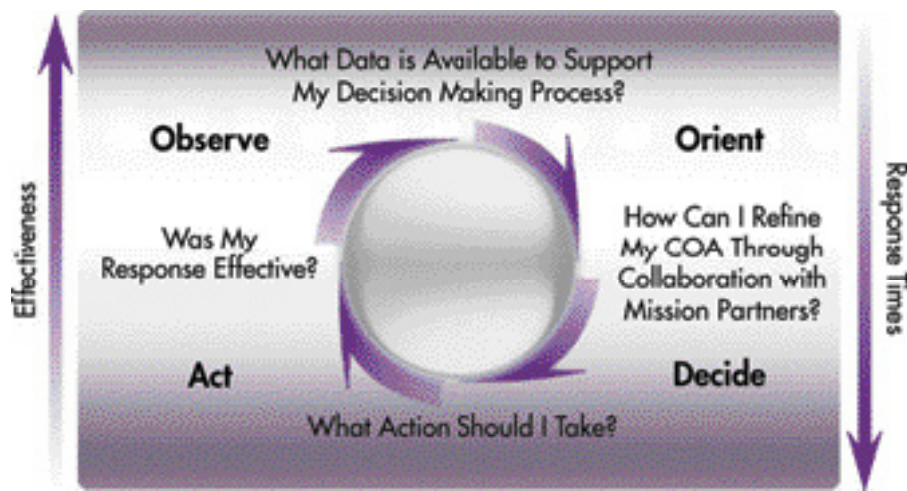 What Data is Available to Support
My Decision Making Process?
Observe
Orient
Effectiveness
Was My
Response Effective?
How Can I Refine
My COA Through
Collaboration with
Mission Partners?
Response Times
Act
Decide
What Action Should I Take?